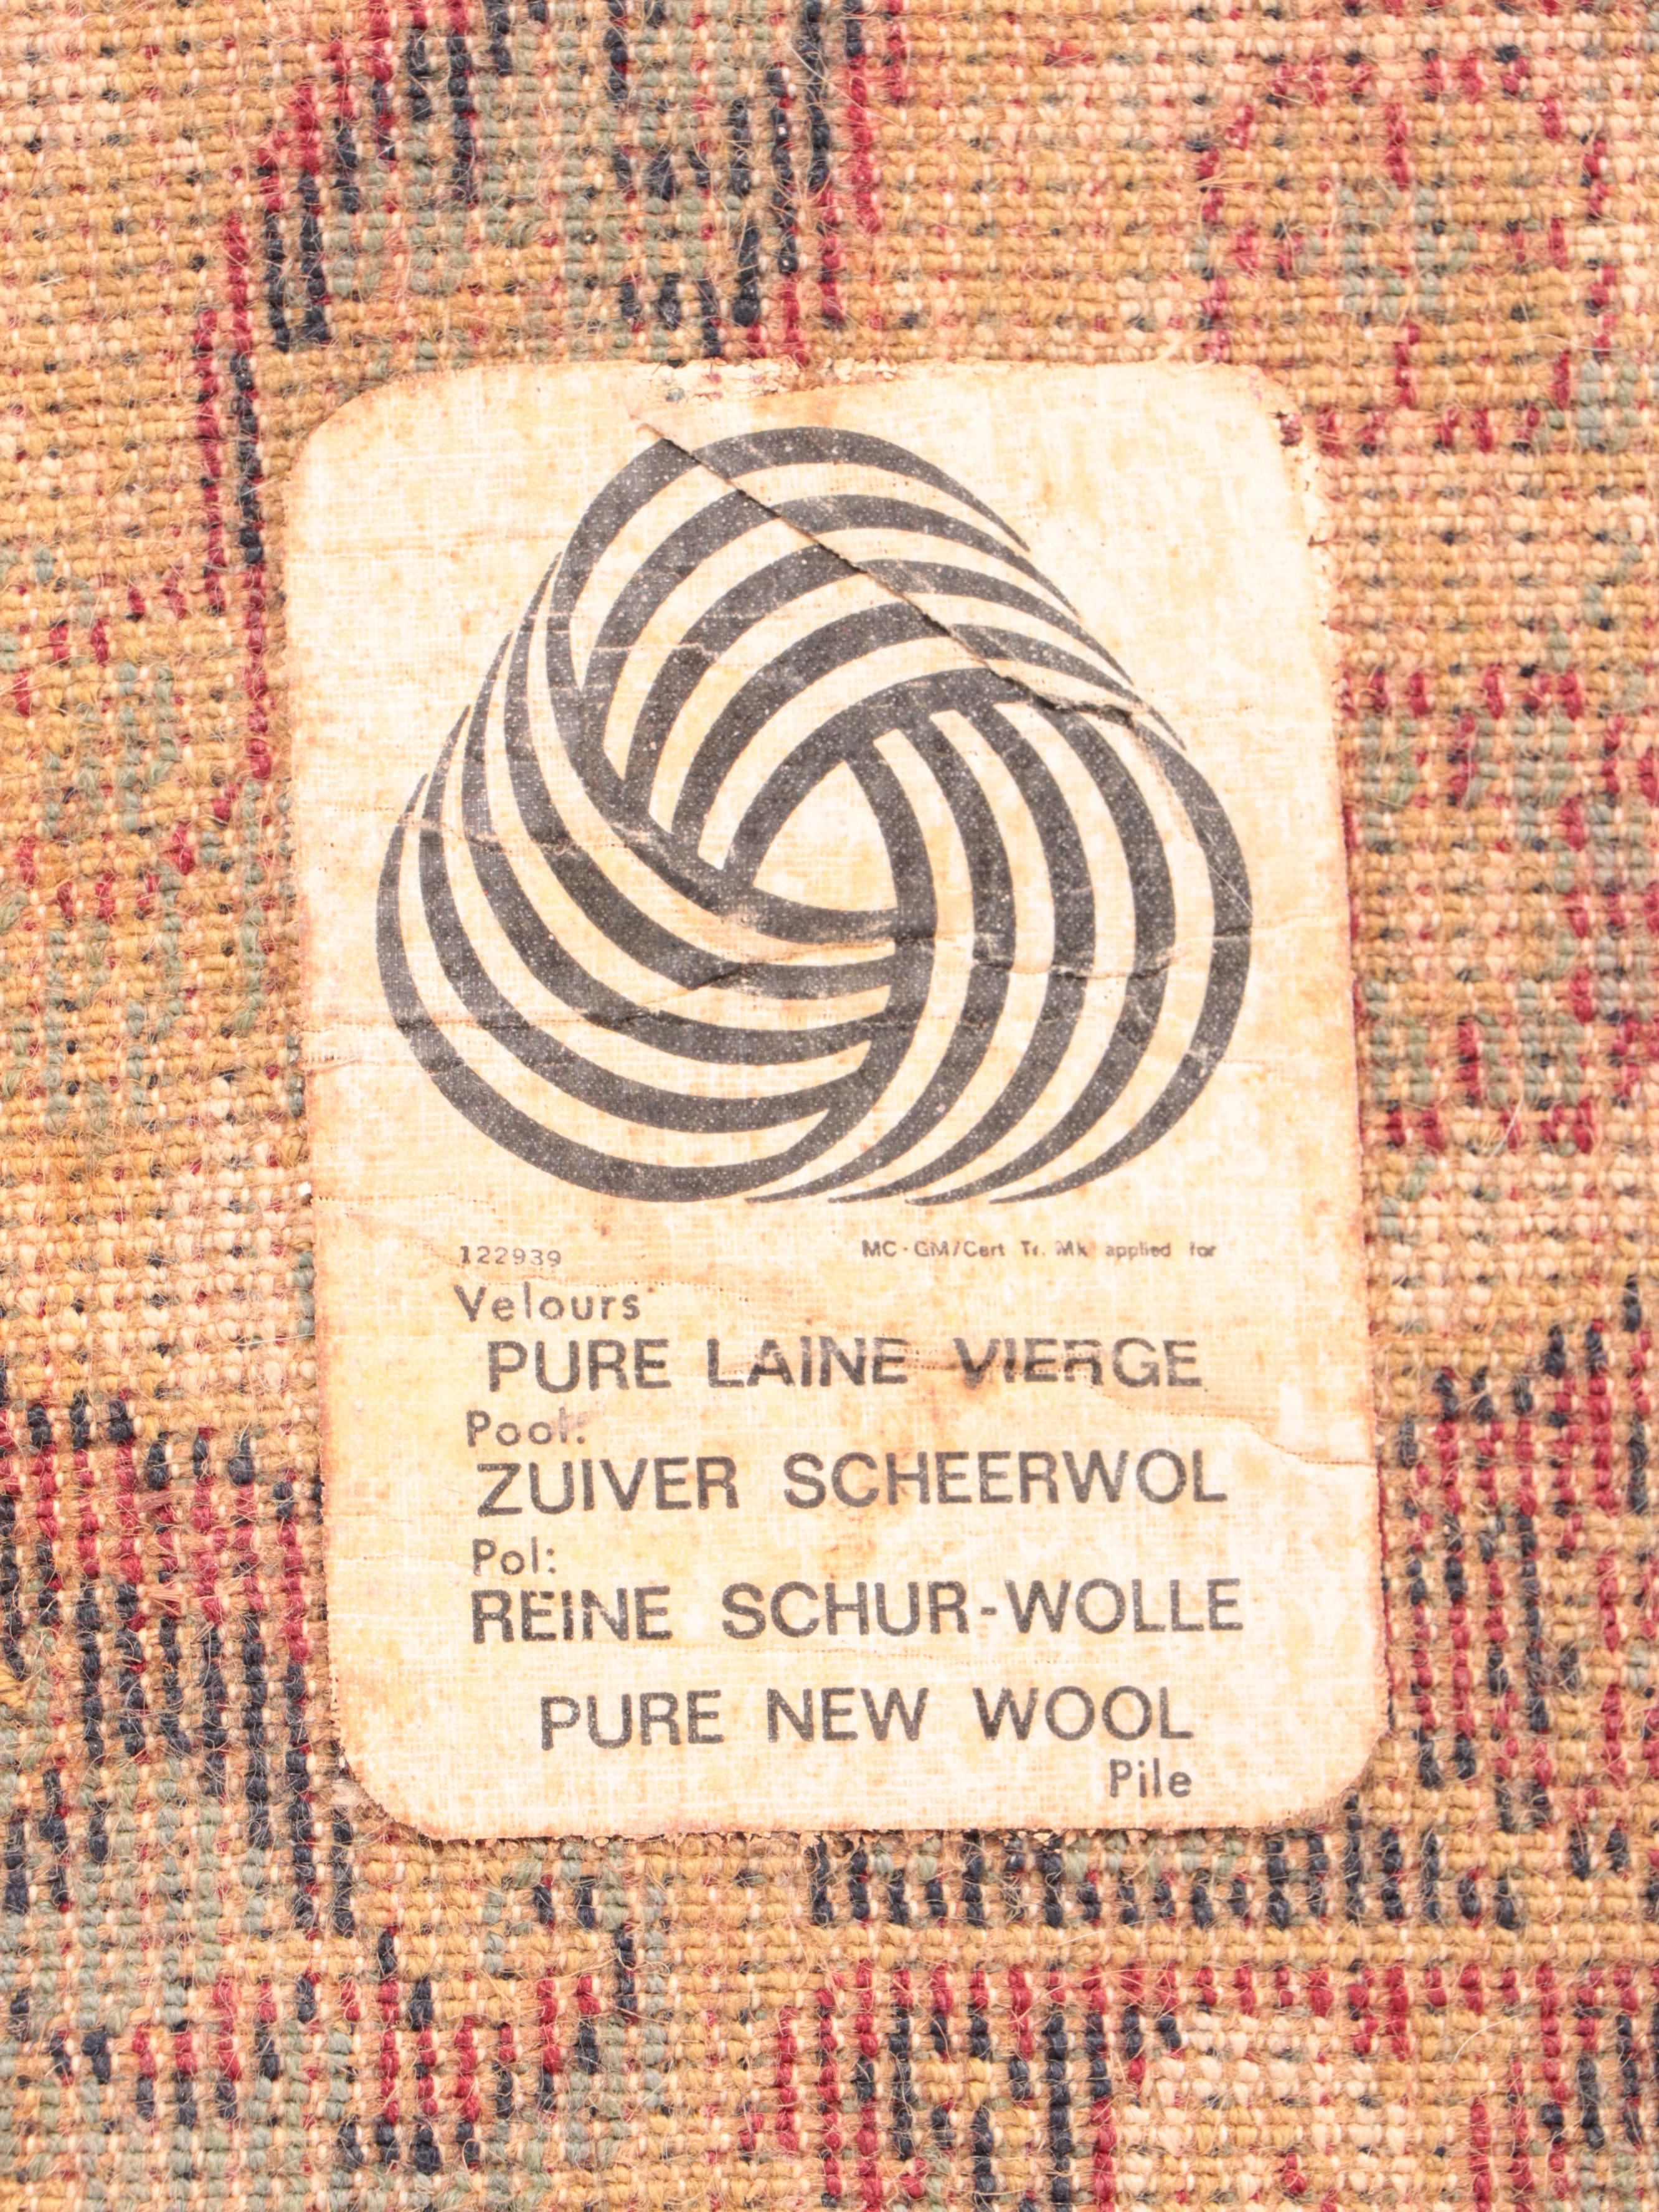 122939 MC·GM/Cert Tr. Mk applied for
Velours
PURE LAINE VIERGE
Pool:
ZUIVER SCHEERWOL
Pol:
REINE SCHUR-WOLLE
PURE NEW WOOL
Pile